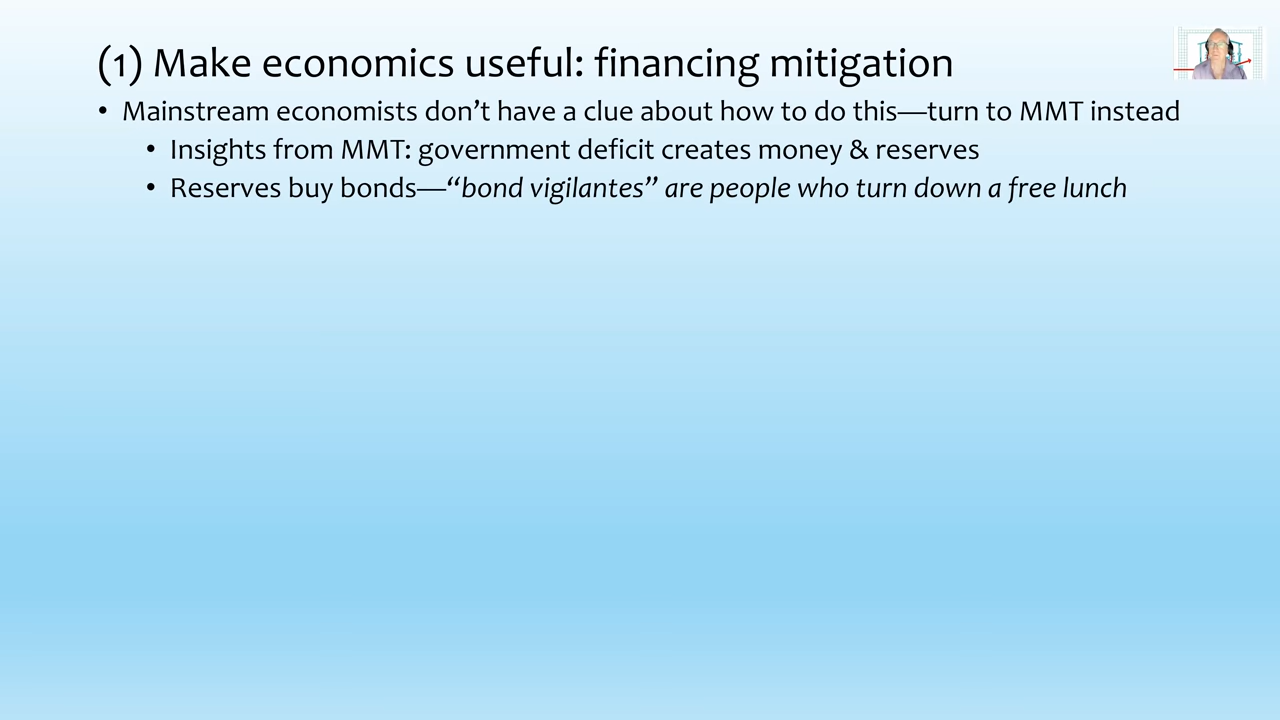 (1) Make economics useful: financing mitigation
• Mainstream economists don’t have a clue about how to do this—turn to MMT instead
• Insights from MMT: government deficit creates money & reserves
• Reserves buy bonds—“bond vigilantes” are people who turn down a free lunch